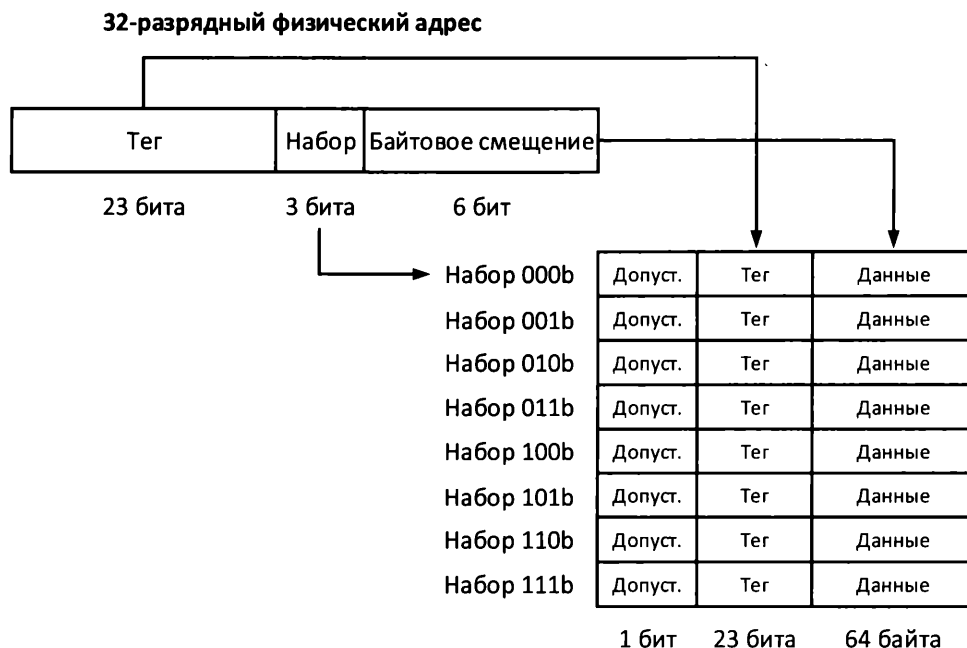 32-разрядный физический адрес
Тег Набор Байтовое смещение
23 бита 3 бита 6 бит
Набор 000b Допуст. Тег Данные
Набор 001b Допуст. Тег Данные
Набор 010b Допуст. Тег Данные
Набор 011b Допуст. Тег Данные
Набор 100b Допуст. Тег Данные
Набор 101b Допуст. Тег Данные
Набор 110b Допуст. Тег Данные
Набор 111b Допуст. Тег Данные
1 бит 23 бита 64 байта